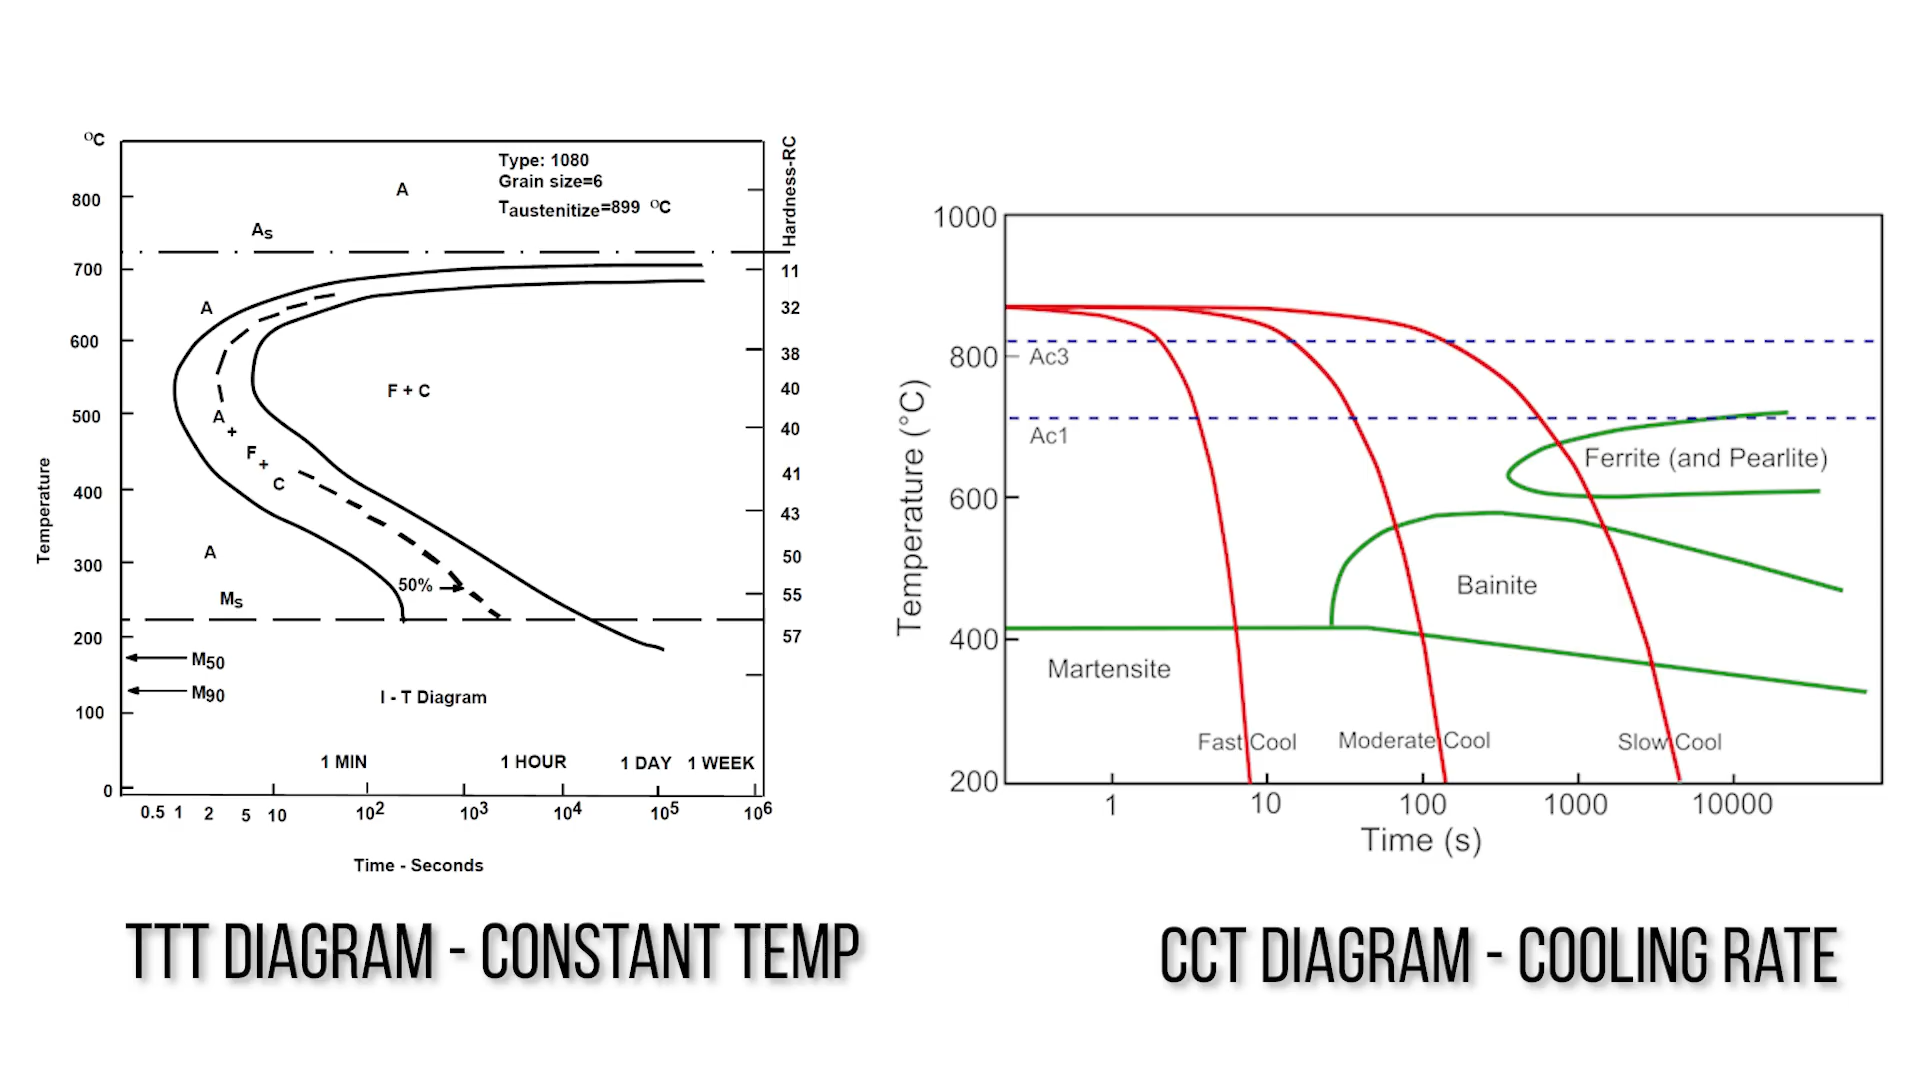 °C
Type: 1080
Grain size=6
Taustenitize=899 °C
A
As
Hardness-RC
800
700
600
500
400
300
200
100
0
Temperature
A
F + C
A
+
F
+
C
A
Ms
50%
M50
M90
I - T Diagram
1 MIN 1 HOUR 1 DAY 1 WEEK
11
32
38
40
40
41
43
50
55
57
0.5 1 2 5 10 10² 10³ 10⁴ 10⁵ 10⁶
Time - Seconds
TTT DIAGRAM - CONSTANT TEMP
1000
800
600
400
200
Temperature (°C)
Ac3
Ac1
Ferrite (and Pearlite)
Bainite
Martensite
Fast Cool Moderate Cool Slow Cool
1 10 100 1000 10000
Time (s)
CCT DIAGRAM - COOLING RATE